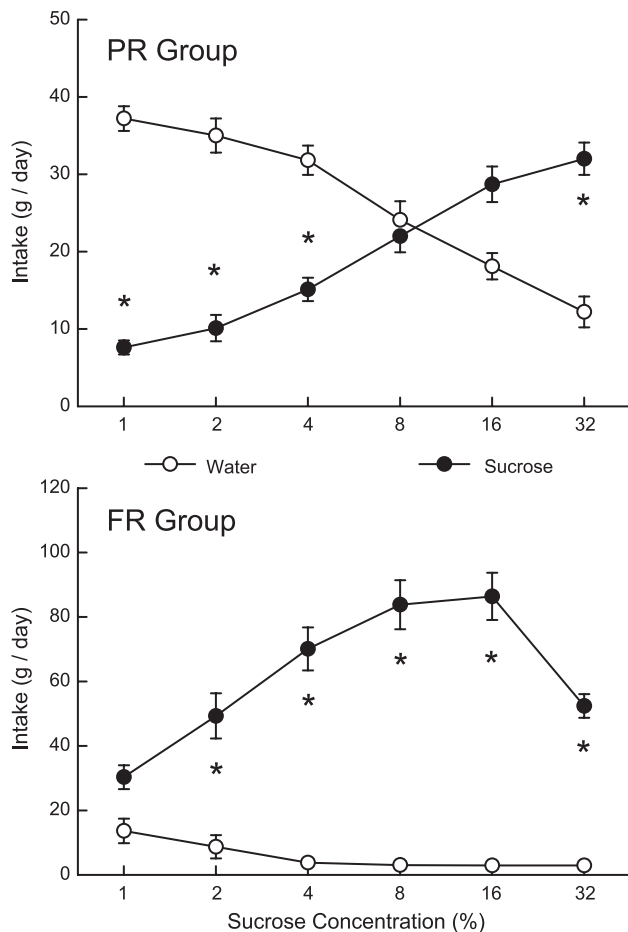 PR Group
Intake (g / day)
50
40
30
20
10
0
*
*
*
*
1 2 4 8 16 32
Water Sucrose
FR Group
Intake (g / day)
120
100
80
60
40
20
0
*
*
*
*
*
1 2 4 8 16 32
Sucrose Concentration (%)